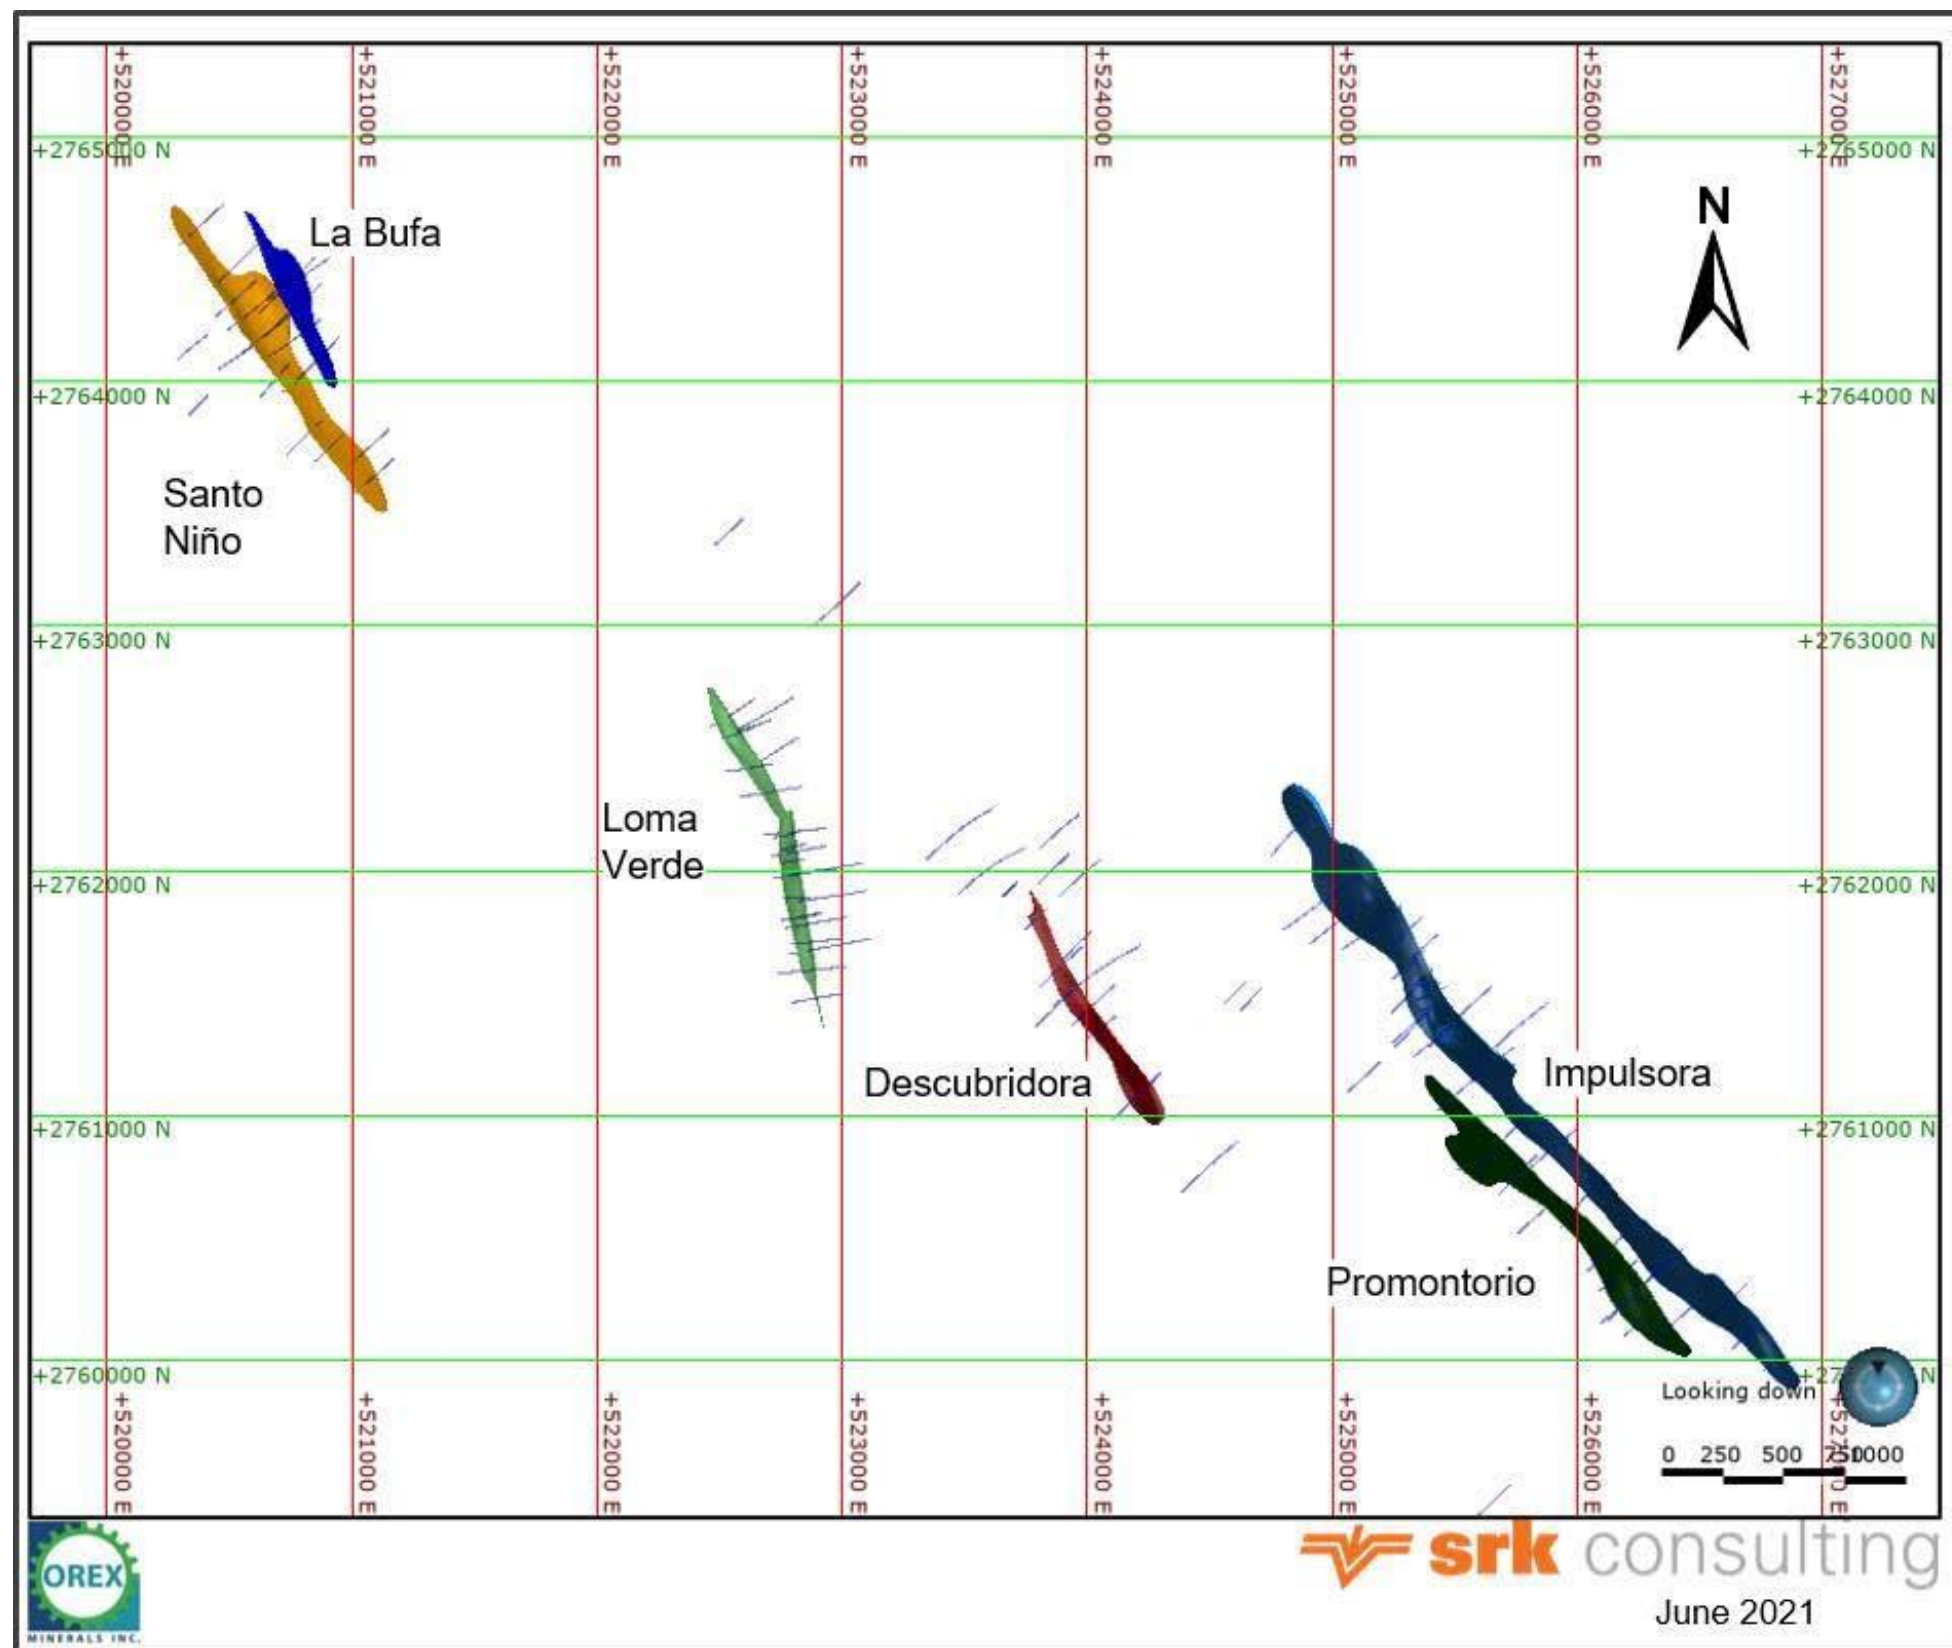 +520000 E
+521000 E
+522000 E
+523000 E
+524000 E
+525000 E
+526000 E
+527000 E
+2765000 N
+2765000 N
N
La Bufa
+2764000 N
+2764000 N
Santo
Niño
+2763000 N
+2763000 N
Loma
Verde
+2762000 N
+2762000 N
Descubridora
Impulsora
+2761000 N
+2761000 N
Promontorio
+2760000 N
Looking down
0 250 500 750 1000
+520000 E
+521000 E
+522000 E
+523000 E
+524000 E
+525000 E
+526000 E
OREX
MINERALS INC.
srk consulting
June 2021